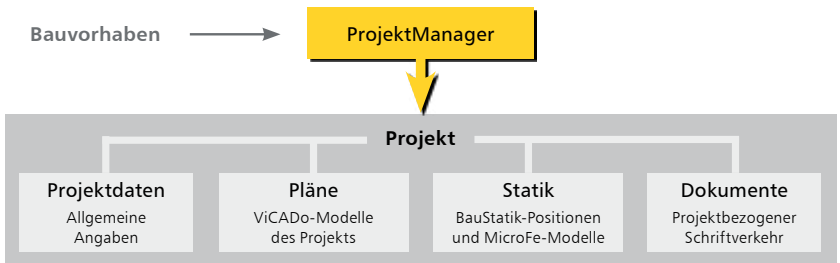 Bauvorhaben
ProjektManager
Projekt
Projektdaten
Allgemeine
Angaben
Pläne
ViCADo-Modelle
des Projekts
Statik
BauStatik-Positionen
und MicroFe-Modelle
Dokumente
Projektbezogener
Schriftverkehr